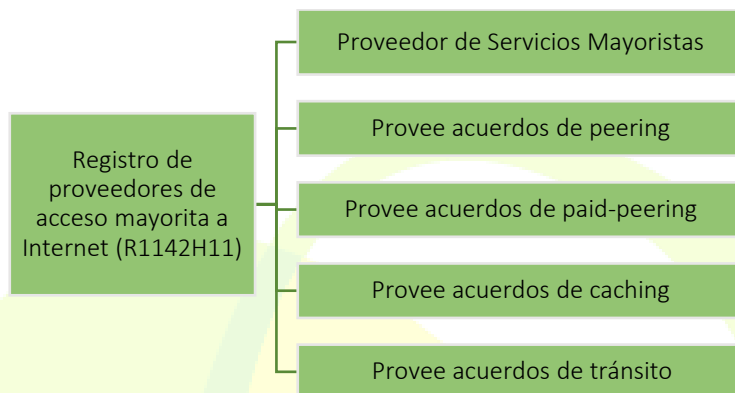 Registro de
proveedores de
acceso mayorita a
Internet (R1142H11)
Proveedor de Servicios Mayoristas
Provee acuerdos de peering
Provee acuerdos de paid-peering
Provee acuerdos de caching
Provee acuerdos de tránsito